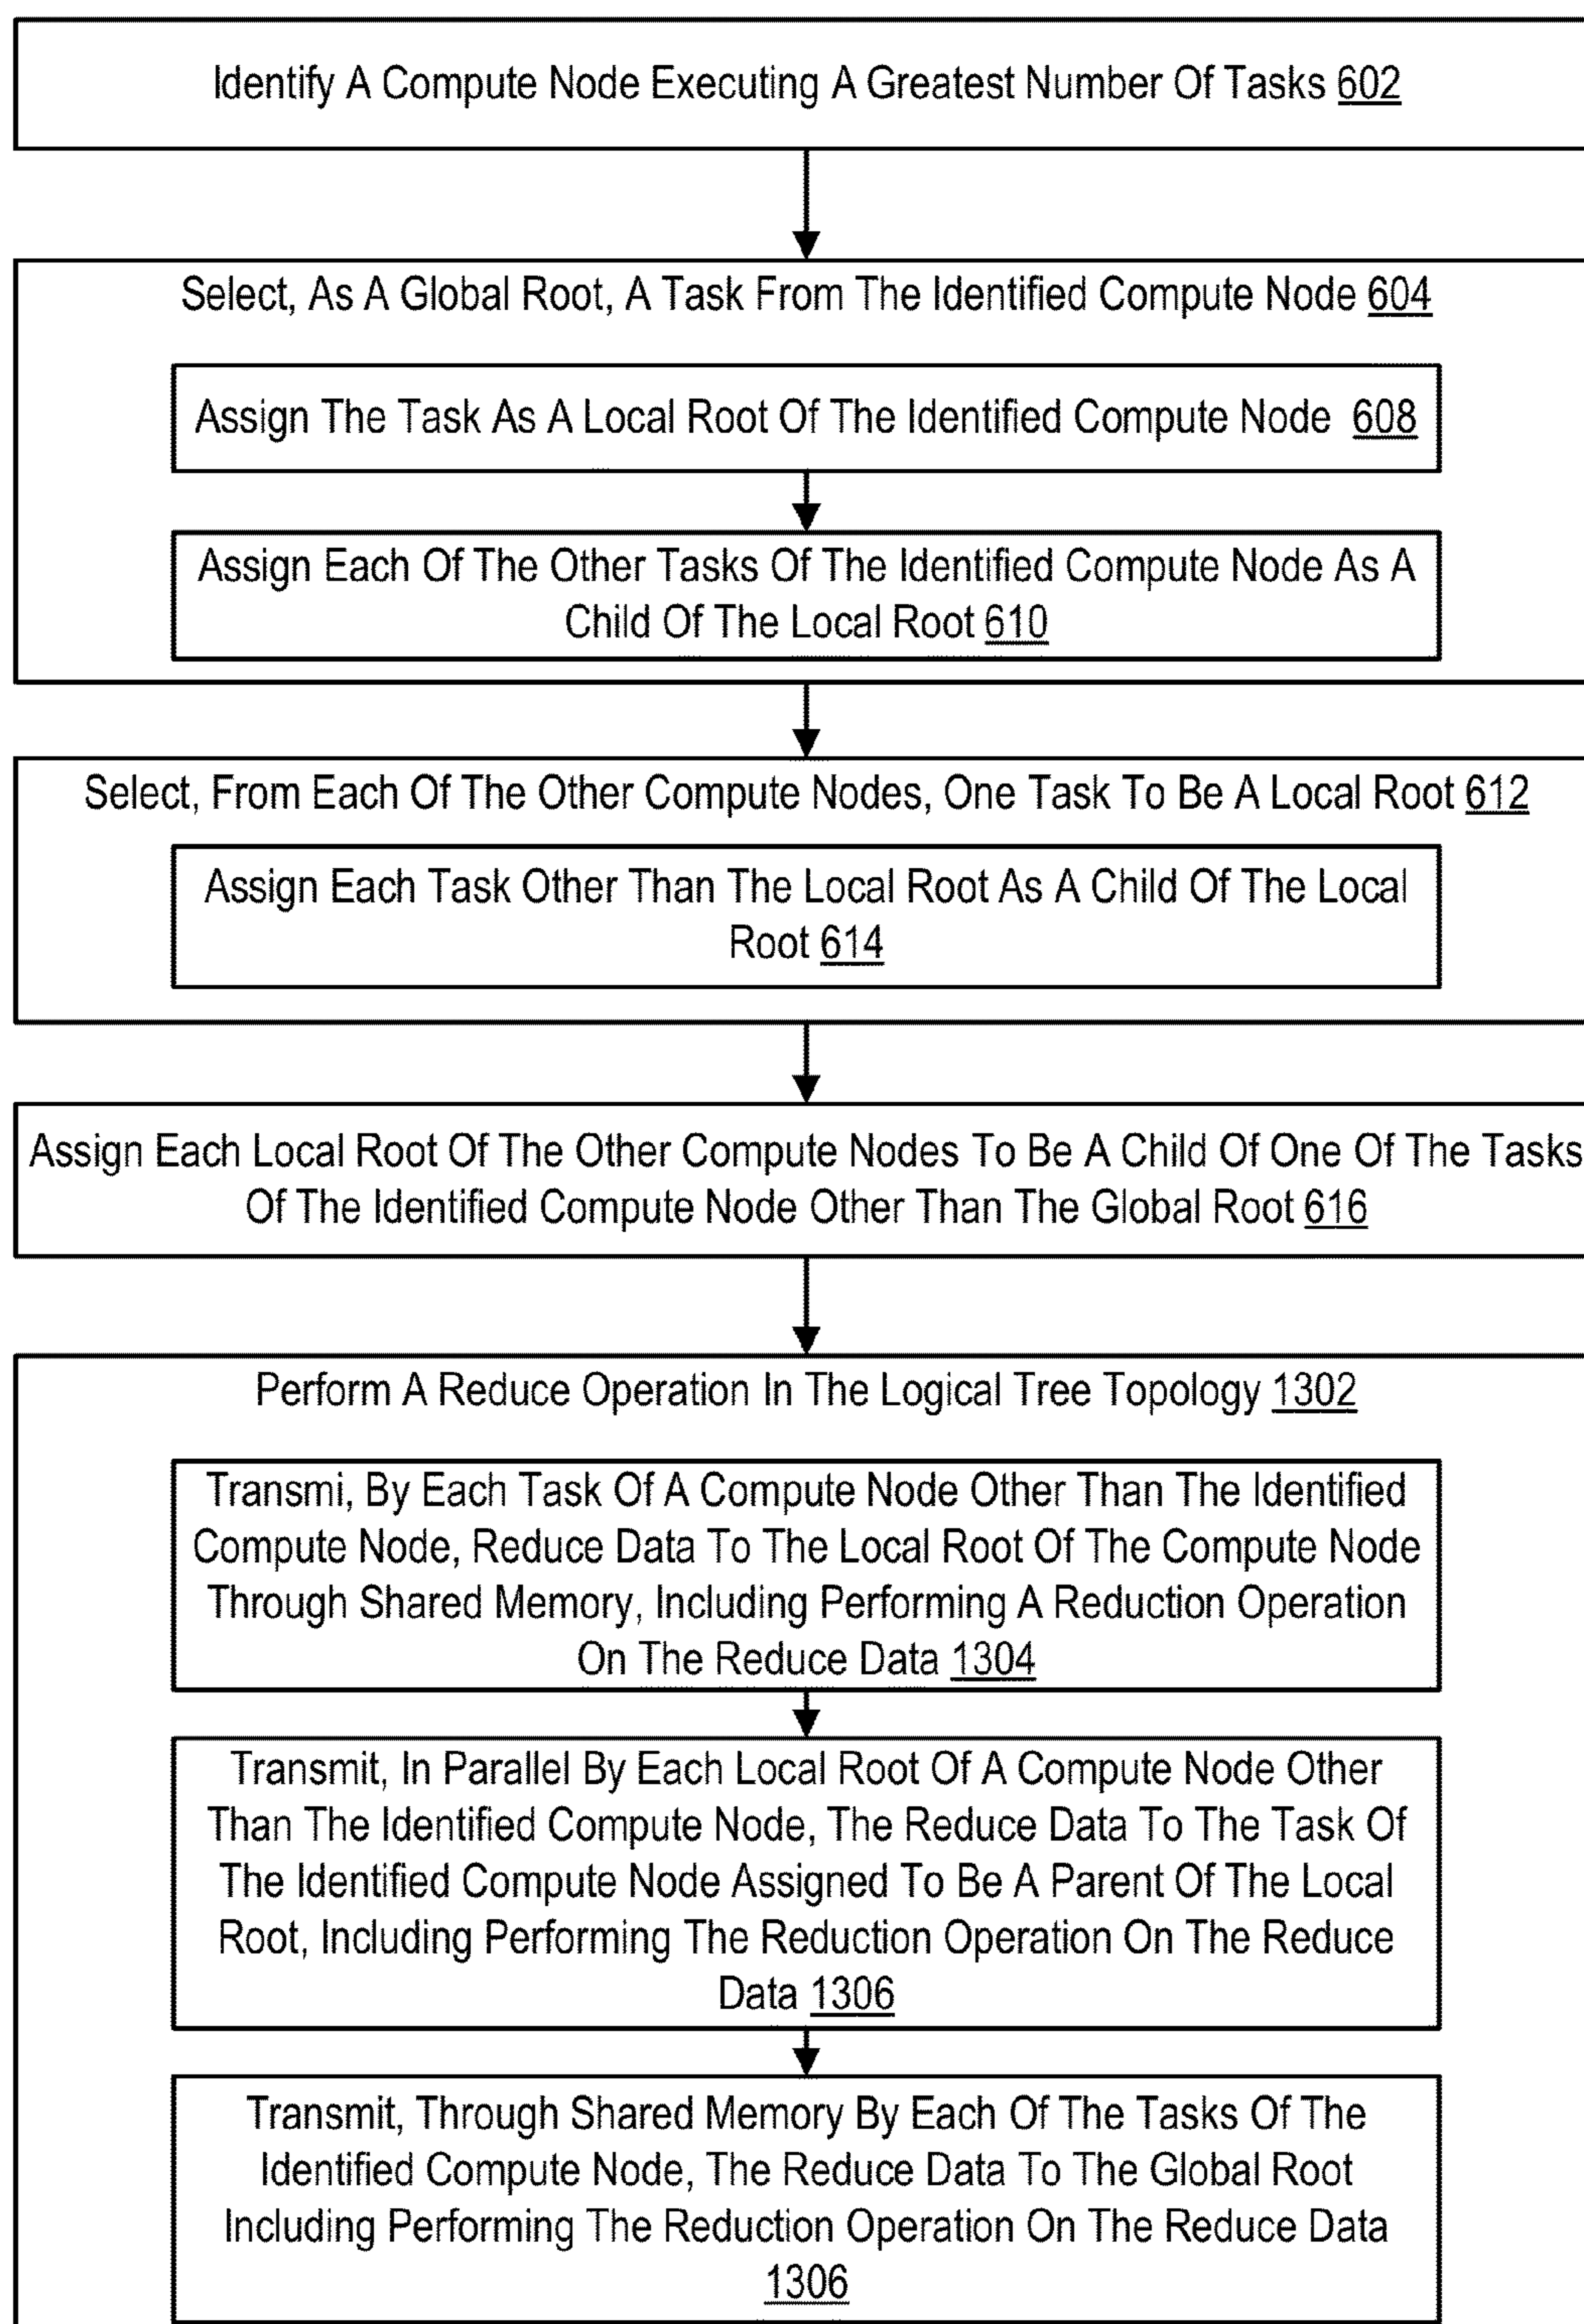 Identify A Compute Node Executing A Greatest Number Of Tasks 602
Select, As A Global Root, A Task From The Identified Compute Node 604
Assign The Task As A Local Root Of The Identified Compute Node 608
Assign Each Of The Other Tasks Of The Identified Compute Node As A
Child Of The Local Root 610
Select, From Each Of The Other Compute Nodes, One Task To Be A Local Root 612
Assign Each Task Other Than The Local Root As A Child Of The Local
Root 614
Assign Each Local Root Of The Other Compute Nodes To Be A Child Of One Of The Tasks
Of The Identified Compute Node Other Than The Global Root 616
Perform A Reduce Operation In The Logical Tree Topology 1302
Transmi, By Each Task Of A Compute Node Other Than The Identified
Compute Node, Reduce Data To The Local Root Of The Compute Node
Through Shared Memory, Including Performing A Reduction Operation
On The Reduce Data 1304
Transmit, In Parallel By Each Local Root Of A Compute Node Other
Than The Identified Compute Node, The Reduce Data To The Task Of
The Identified Compute Node Assigned To Be A Parent Of The Local
Root, Including Performing The Reduction Operation On The Reduce
Data 1306
Transmit, Through Shared Memory By Each Of The Tasks Of The
Identified Compute Node, The Reduce Data To The Global Root
Including Performing The Reduction Operation On The Reduce Data
1306